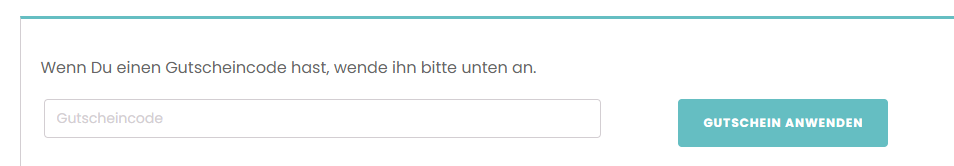 Wenn Du einen Gutscheincode hast, wende ihn bitte unten an.
Gutscheincode
GUTSCHEIN ANWENDEN